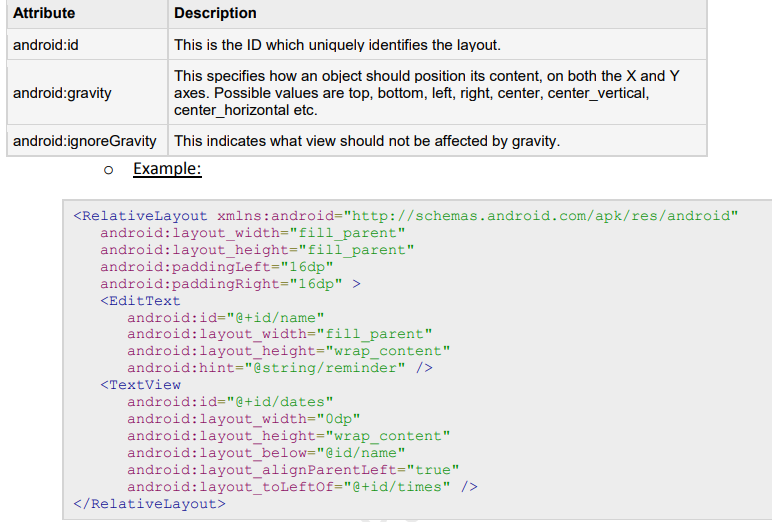 Attribute Description
android:id This is the ID which uniquely identifies the layout.
android:gravity This specifies how an object should position its content, on both the X and Y
axes. Possible values are top, bottom, left, right, center, center_vertical,
center_horizontal etc.
android:ignoreGravity This indicates what view should not be affected by gravity.
o Example:
<RelativeLayout xmlns:android="http://schemas.android.com/apk/res/android"
android:layout_width="fill_parent"
android:layout_height="fill_parent"
android:paddingLeft="16dp"
android:paddingRight="16dp" >
<EditText
android:id="@+id/name"
android:layout_width="fill_parent"
android:layout_height="wrap_content"
android:hint="@string/reminder" />
<TextView
android:id="@+id/dates"
android:layout_width="0dp"
android:layout_height="wrap_content"
android:layout_below="@id/name"
android:layout_alignParentLeft="true"
android:layout_toLeftOf="@+id/times" />
</RelativeLayout>